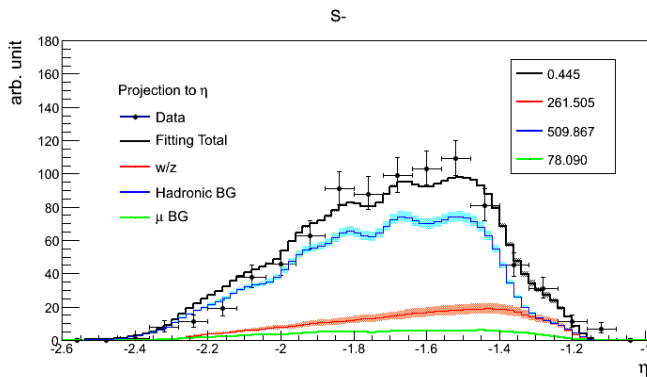 S-
arb. unit
180
160
140
120
100
80
60
40
20
0
Projection to η
Data
Fitting Total
w/z
Hadronic BG
μ BG
0.445
261.505
509.867
78.090
-2.6 -2.4 -2.2 -2 -1.8 -1.6 -1.4 -1.2 -1
η